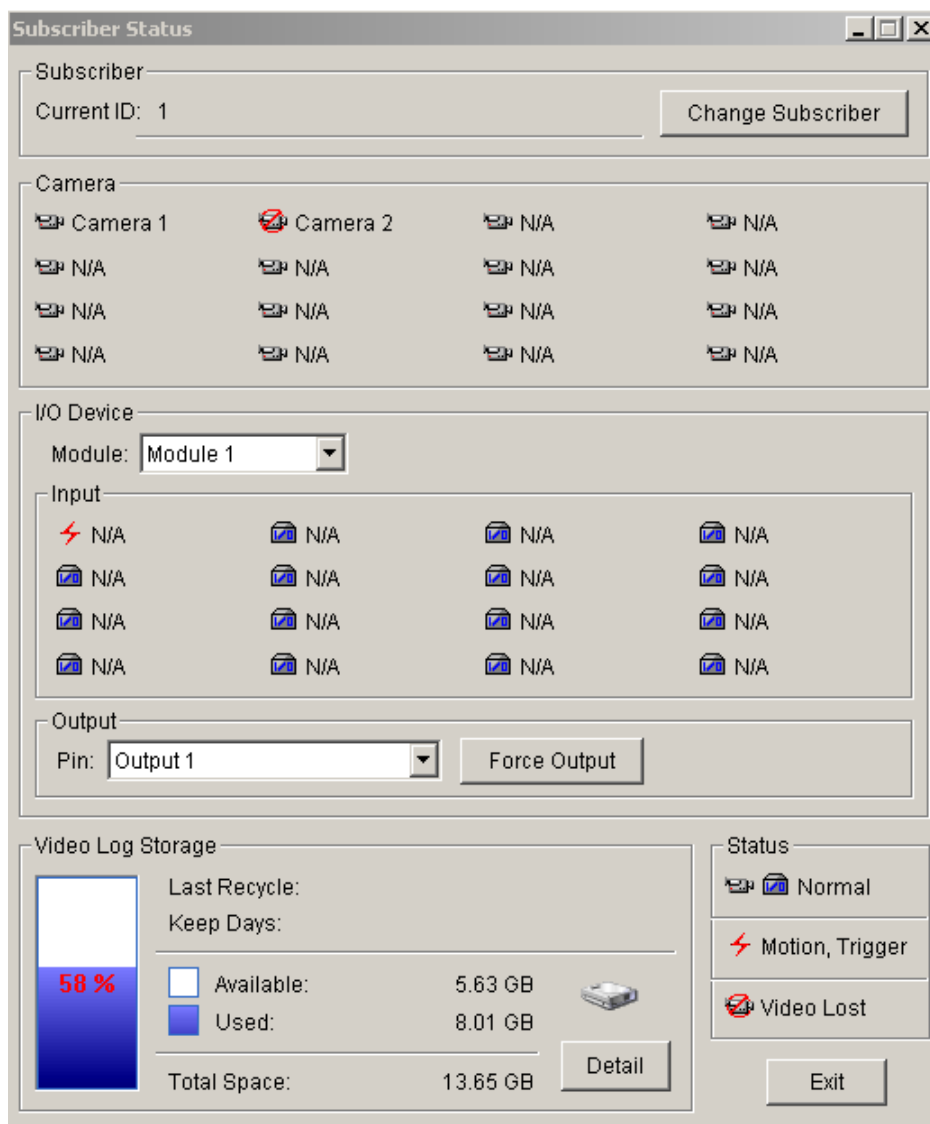 Subscriber Status
Subscriber
Current ID: 1
Change Subscriber
Camera
Camera 1 Camera 2 N/A N/A
N/A N/A N/A N/A
N/A N/A N/A N/A
N/A N/A N/A N/A
I/O Device
Module: Module 1
Input
N/A N/A N/A N/A
N/A N/A N/A N/A
N/A N/A N/A N/A
N/A N/A N/A N/A
Output
Pin: Output 1 Force Output
Video Log Storage
Last Recycle:
Keep Days:
58 %
Available: 5.63 GB
Used: 8.01 GB
Total Space: 13.65 GB
Detail
Status
Normal
Motion, Trigger
Video Lost
Exit